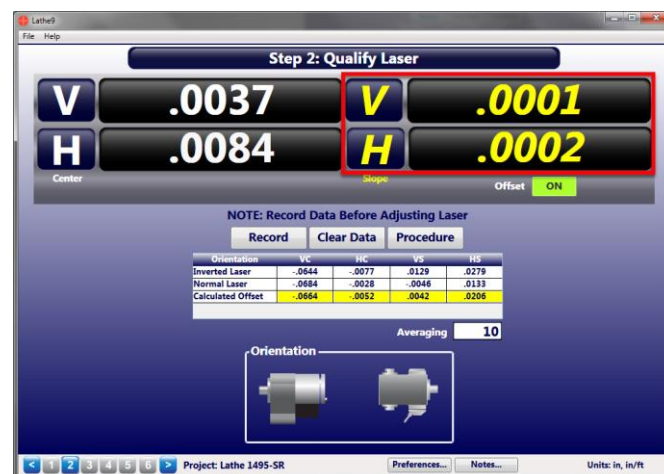 Lathe9
File Help
Step 2: Qualify Laser
V .0037 V .0001
H .0084 H .0002
Center Slope Offset ON
NOTE: Record Data Before Adjusting Laser
Record Clear Data Procedure
Orientation VC HC VS HS
Inverted Laser -.0644 -.0077 .0129 .0279
Normal Laser -.0684 -.0028 -.0046 .0133
Calculated Offset -.0664 -.0052 .0042 .0206
Averaging 10
Orientation
< 1 2 3 4 5 6 > Project: Lathe 1495-SR Preferences... Notes... Units: in, in/ft